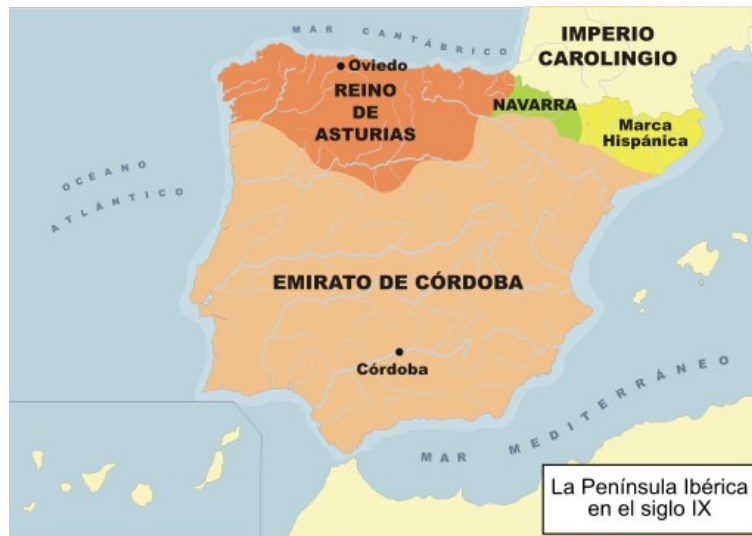 MAR CANTÁBRICO
IMPERIO
CAROLINGIO
Oviedo
REINO
DE
ASTURIAS
NAVARRA
Marca
Hispánica
OCÉANO
ATLÁNTICO
EMIRATO DE CÓRDOBA
Córdoba
MAR MEDITERRÁNEO
La Península Ibérica
en el siglo IX